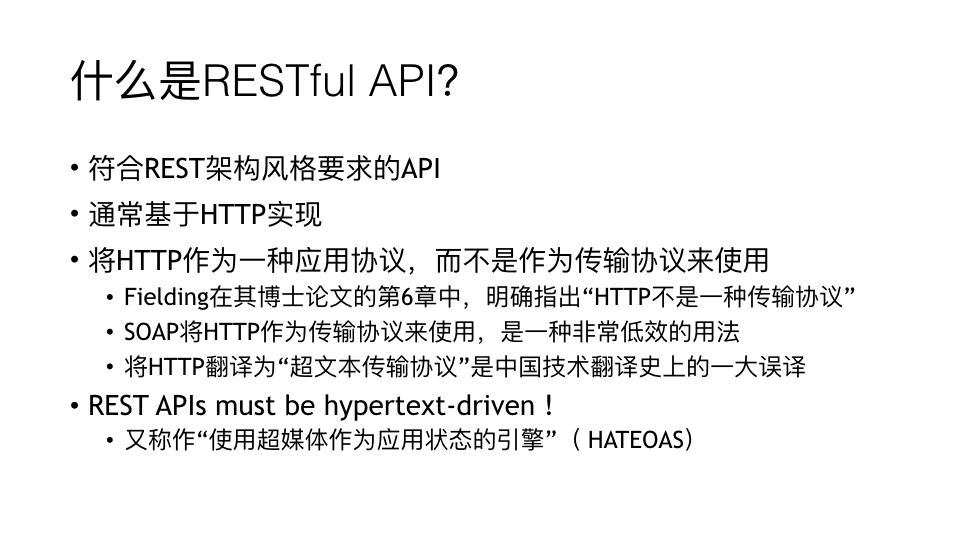 什么是RESTful API?
• 符合REST架构风格要求的API
• 通常基于HTTP实现
• 将HTTP作为一种应用协议，而不是作为传输协议来使用
• Fielding在其博士论文的第6章中，明确指出“HTTP不是一种传输协议”
• SOAP将HTTP作为传输协议来使用，是一种非常低效的用法
• 将HTTP翻译为“超文本传输协议”是中国技术翻译史上的一大误译
• REST APIs must be hypertext-driven！
• 又称作“使用超媒体作为应用状态的引擎”（ HATEOAS）